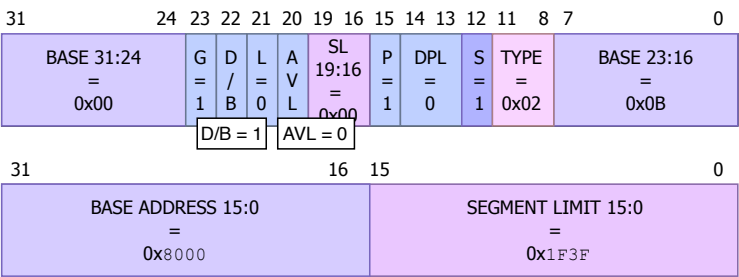 31 24 23 22 21 20 19 16 15 14 13 12 11 8 7 0
BASE 31:24
=
0x00
G
=
1
D
/
B
L
=
0
A
V
L
SL
19:16
=
0x00
P
=
1
DPL
=
0
S
=
1
TYPE
=
0x02
BASE 23:16
=
0x0B
D/B = 1
AVL = 0
31 16 15 0
BASE ADDRESS 15:0
=
0x8000
SEGMENT LIMIT 15:0
=
0x1F3F